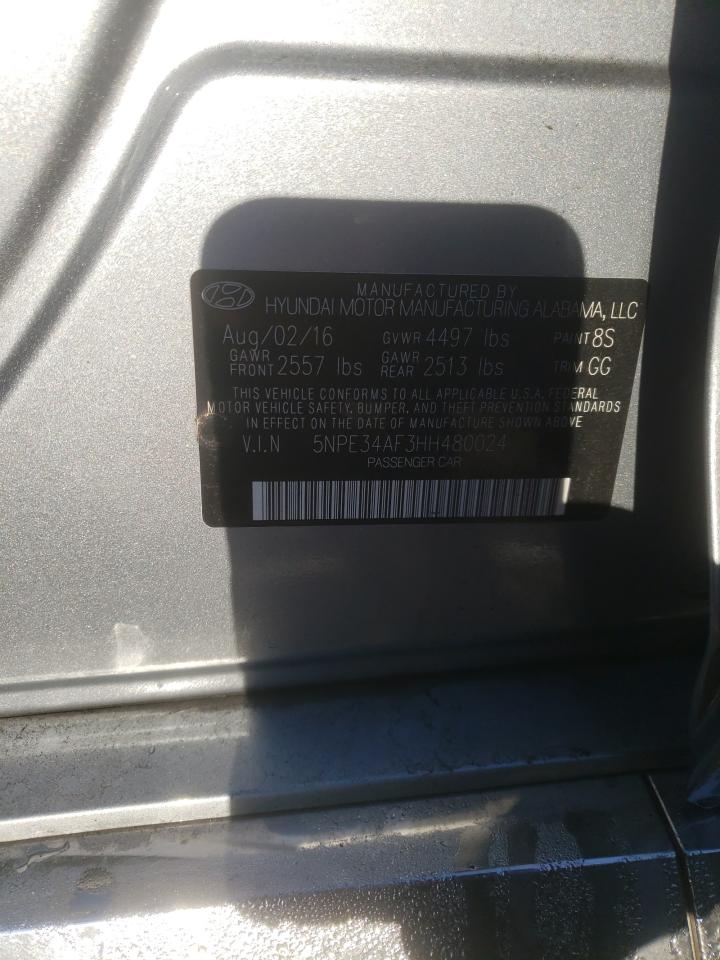 MANUFACTURED BY
HYUNDAI MOTOR MANUFACTURING ALABAMA, LLC
Aug/02/16 GVWR 4497 lbs PAINT 8S
GAWR FRONT 2557 lbs GAWR REAR 2513 lbs TRIM GG
THIS VEHICLE CONFORMS TO ALL APPLICABLE U.S.A. FEDERAL
MOTOR VEHICLE SAFETY, BUMPER, AND THEFT PREVENTION STANDARDS
IN EFFECT ON THE DATE OF MANUFACTURE SHOWN ABOVE
V.I.N 5NPE34AF3HH480024
PASSENGER CAR